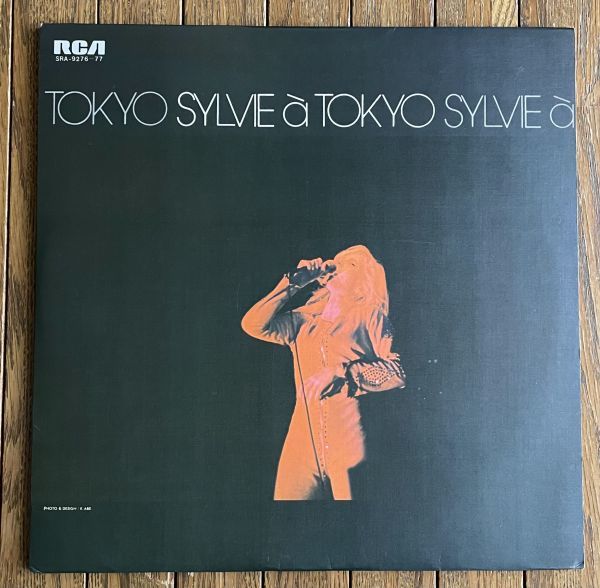 RCA
SRA-9276~77
TOKYO SYLVIE à TOKYO SYLVIE à
PHOTO & DESIGN : K. ABE